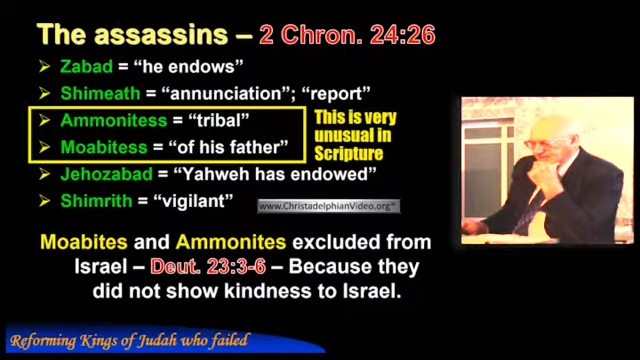 The assassins – 2 Chron. 24:26
➢ Zabad = “he endows”
➢ Shimeath = “annunciation”; “report”
➢ Ammonitess = “tribal”
➢ Moabitess = “of his father”
This is very
unusual in
Scripture
➢ Jehozabad = “Yahweh has endowed”
➢ Shimrith = “vigilant”
www.ChristadelphianVideo.org
Moabites and Ammonites excluded from
Israel – Deut. 23:3-6 – Because they
did not show kindness to Israel.
Reforming Kings of Judah who failed